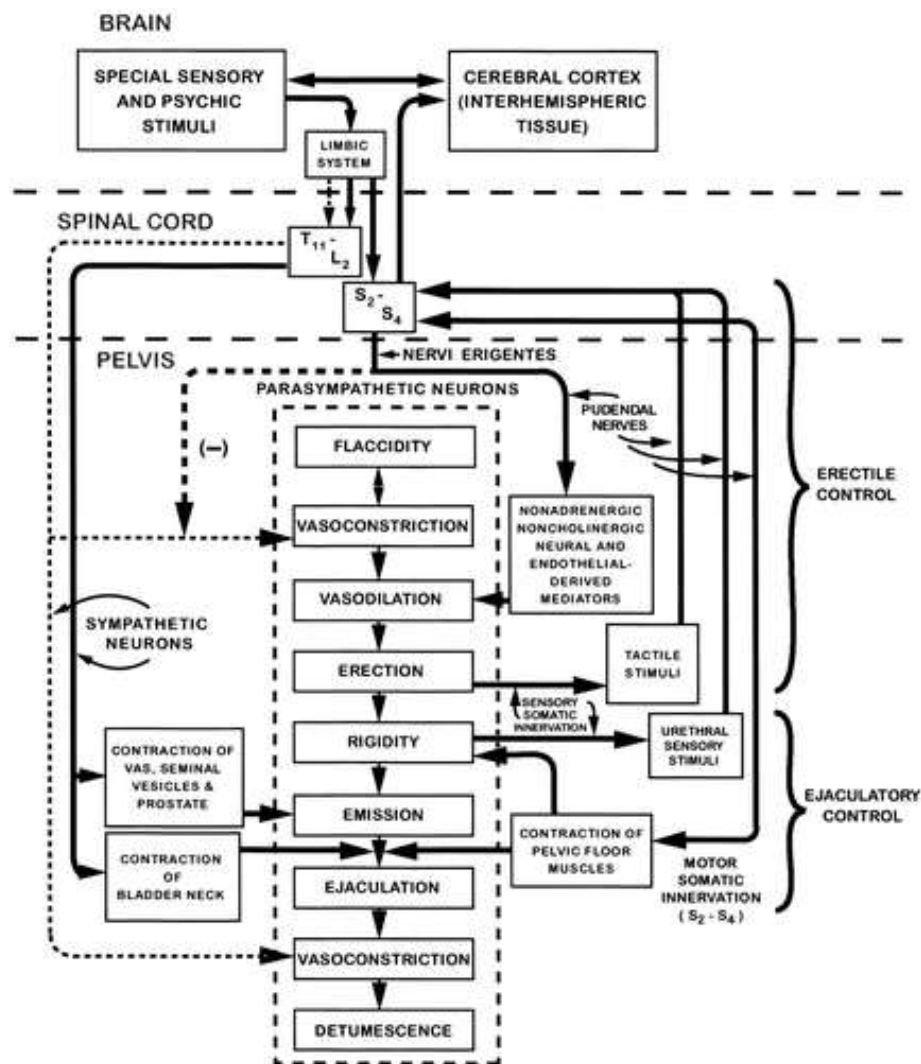 BRAIN
SPECIAL SENSORY
AND PSYCHIC
STIMULI
CEREBRAL CORTEX
(INTERHEMISPHERIC
TISSUE)
LIMBIC
SYSTEM
SPINAL CORD
T11-
L2
S2-
S4
PELVIS
NERVI ERIGENTES
PARASYMPATHETIC NEURONS
(−)
PUDENDAL
NERVES
FLACCIDITY
VASOCONSTRICTION
VASODILATION
ERECTION
RIGIDITY
EMISSION
EJACULATION
VASOCONSTRICTION
DETUMESCENCE
NONADRENERGIC
NONCHOLINERGIC
NEURAL AND
ENDOTHELIAL-
DERIVED
MEDIATORS
ERECTILE
CONTROL
SYMPATHETIC
NEURONS
TACTILE
STIMULI
SENSORY
SOMATIC
INNERVATION
URETHRAL
SENSORY
STIMULI
CONTRACTION OF
VAS, SEMINAL
VESICLES &
PROSTATE
CONTRACTION
OF
BLADDER NECK
CONTRACTION OF
PELVIC FLOOR
MUSCLES
EJACULATORY
CONTROL
MOTOR
SOMATIC
INNERVATION
(S2-S4)